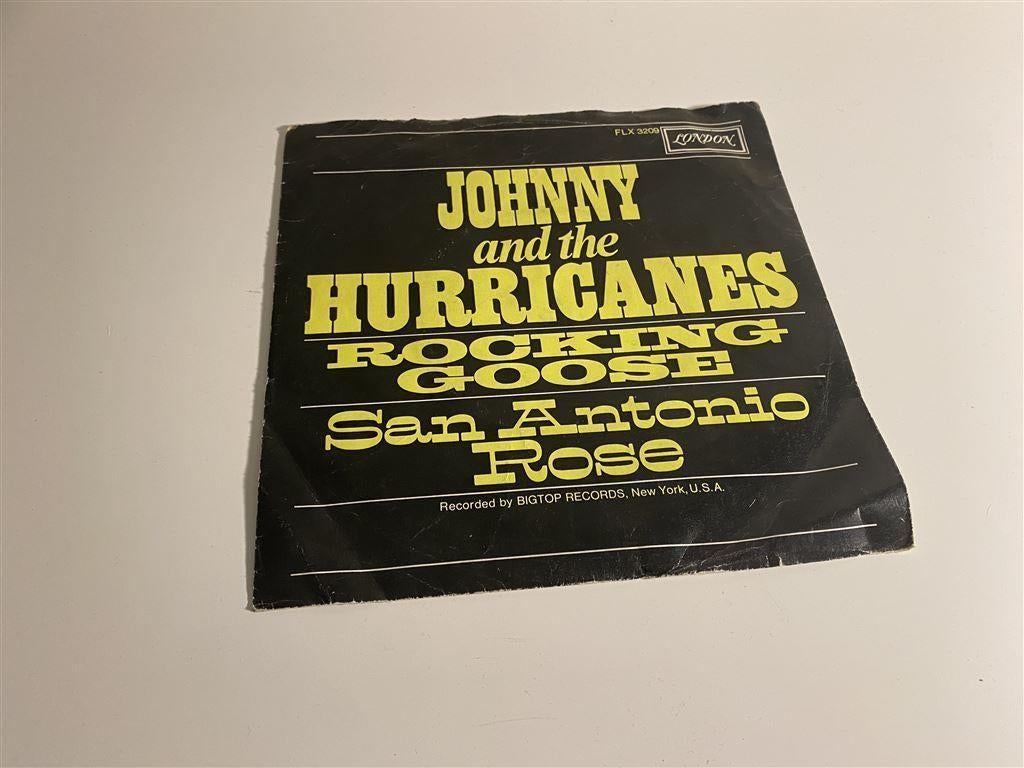 FLX 3209 LONDON
JOHNNY
and the
HURRICANES
ROCKING
GOOSE
San Antonio
Rose
Recorded by BIGTOP RECORDS, New York, U.S.A.